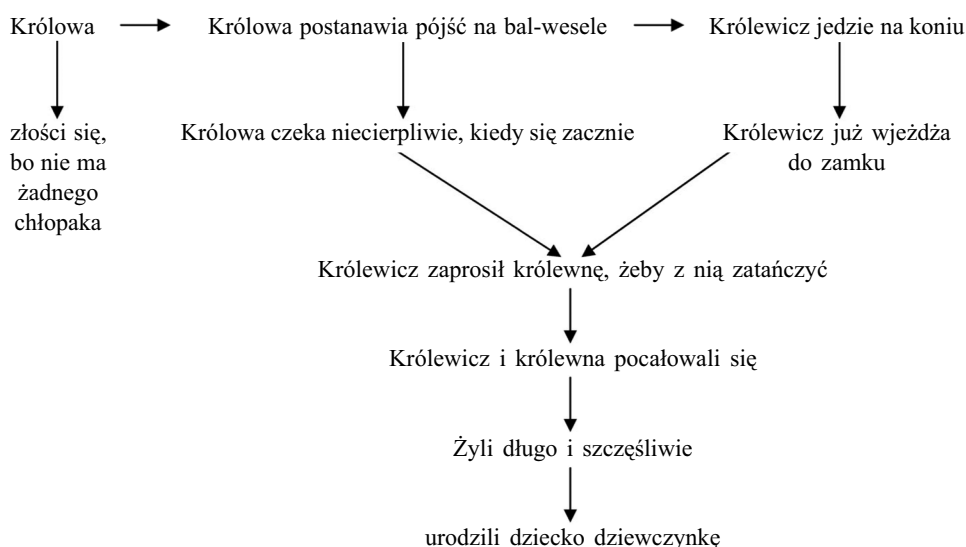 Królowa
Królowa postanawia pójść na bal-wesele
Królewicz jedzie na koniu
złości się,
bo nie ma
żadnego
chłopaka
Królowa czeka niecierpliwie, kiedy się zacznie
Królewicz już wjeżdża
do zamku
Królewicz zaprosił królewnę, żeby z nią zatańczyć
Królewicz i królewna pocałowali się
Żyli długo i szczęśliwie
urodzili dziecko dziewczynkę